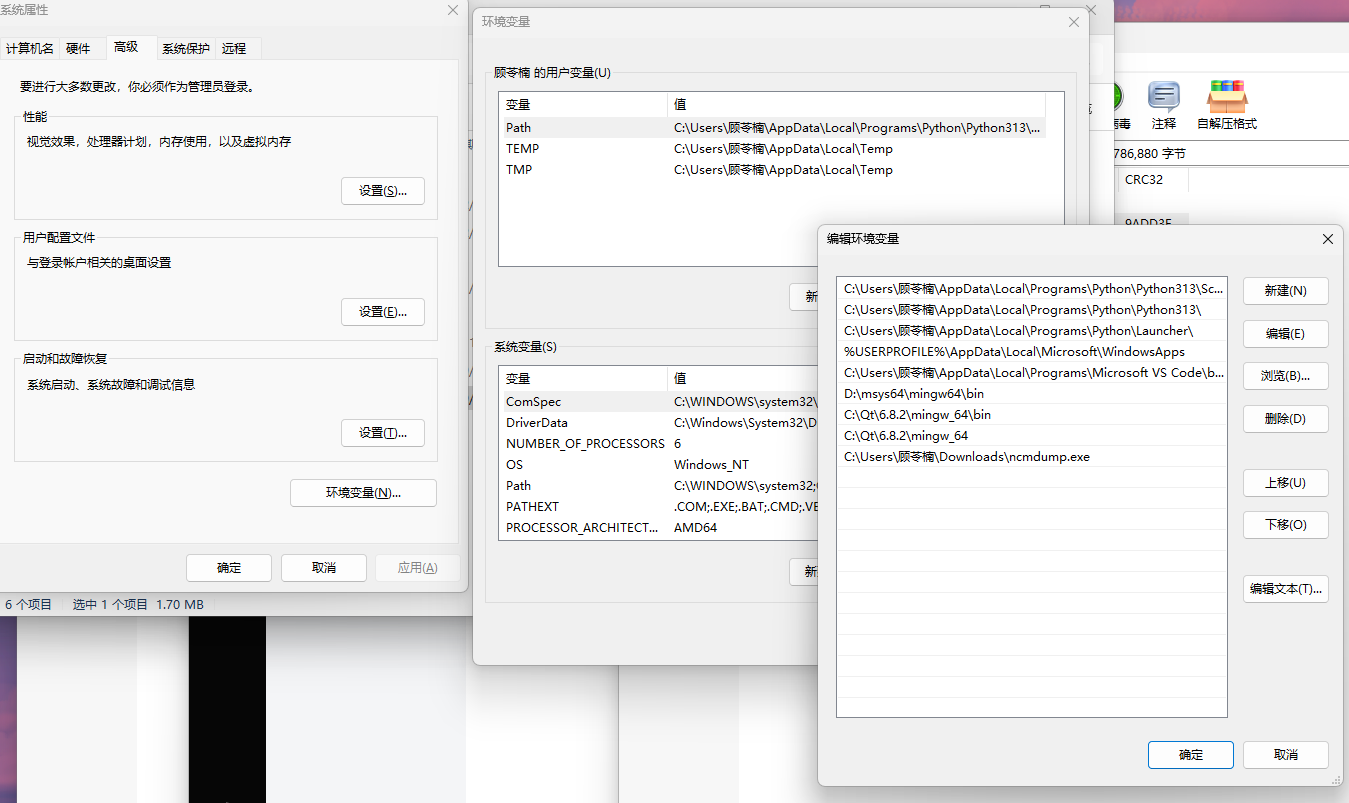 系统属性
计算机名
硬件
高级
系统保护
远程
要进行大多数更改，你必须作为管理员登录。
性能
视觉效果，处理器计划，内存使用，以及虚拟内存
设置(S)...
用户配置文件
与登录帐户相关的桌面设置
设置(E)...
启动和故障恢复
系统启动、系统故障和调试信息
设置(T)...
环境变量(N)...
确定
取消
应用(A)
6 个项目
选中 1 个项目 1.70 MB
环境变量
顾苓楠 的用户变量(U)
变量 值
Path C:\Users\顾苓楠\AppData\Local\Programs\Python\Python313\...
TEMP C:\Users\顾苓楠\AppData\Local\Temp
TMP C:\Users\顾苓楠\AppData\Local\Temp
新
系统变量(S)
变量 值
ComSpec C:\WINDOWS\system32\
DriverData C:\Windows\System32\D
NUMBER_OF_PROCESSORS 6
OS Windows_NT
Path C:\WINDOWS\system32;
PATHEXT .COM;.EXE;.BAT;.CMD;.VE
PROCESSOR_ARCHITECT... AMD64
新
注释
自解压格式
786,880 字节
CRC32
9ADD3F
编辑环境变量
C:\Users\顾苓楠\AppData\Local\Programs\Python\Python313\Sc...
C:\Users\顾苓楠\AppData\Local\Programs\Python\Python313\
C:\Users\顾苓楠\AppData\Local\Programs\Python\Launcher\
%USERPROFILE%\AppData\Local\Microsoft\WindowsApps
C:\Users\顾苓楠\AppData\Local\Programs\Microsoft VS Code\b...
D:\msys64\mingw64\bin
C:\Qt\6.8.2\mingw_64\bin
C:\Qt\6.8.2\mingw_64
C:\Users\顾苓楠\Downloads\ncmdump.exe
新建(N)
编辑(E)
浏览(B)...
删除(D)
上移(U)
下移(O)
编辑文本(T)...
确定
取消